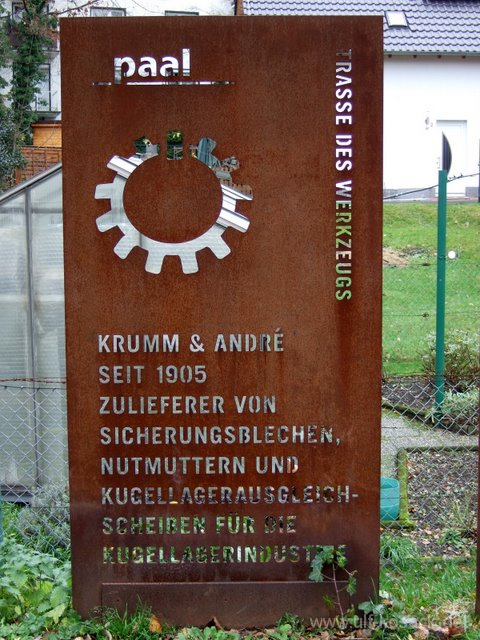 paal
TRASSE DES WERKZEUGS
KRUMM & ANDRÉ
SEIT 1905
ZULIEFERER VON
SICHERUNGSBLECHEN,
NUTMUTTERN UND
KUGELLAGERAUSGLEICH-
SCHEIBEN FÜR DIE
KUGELLAGERINDUSTRIE